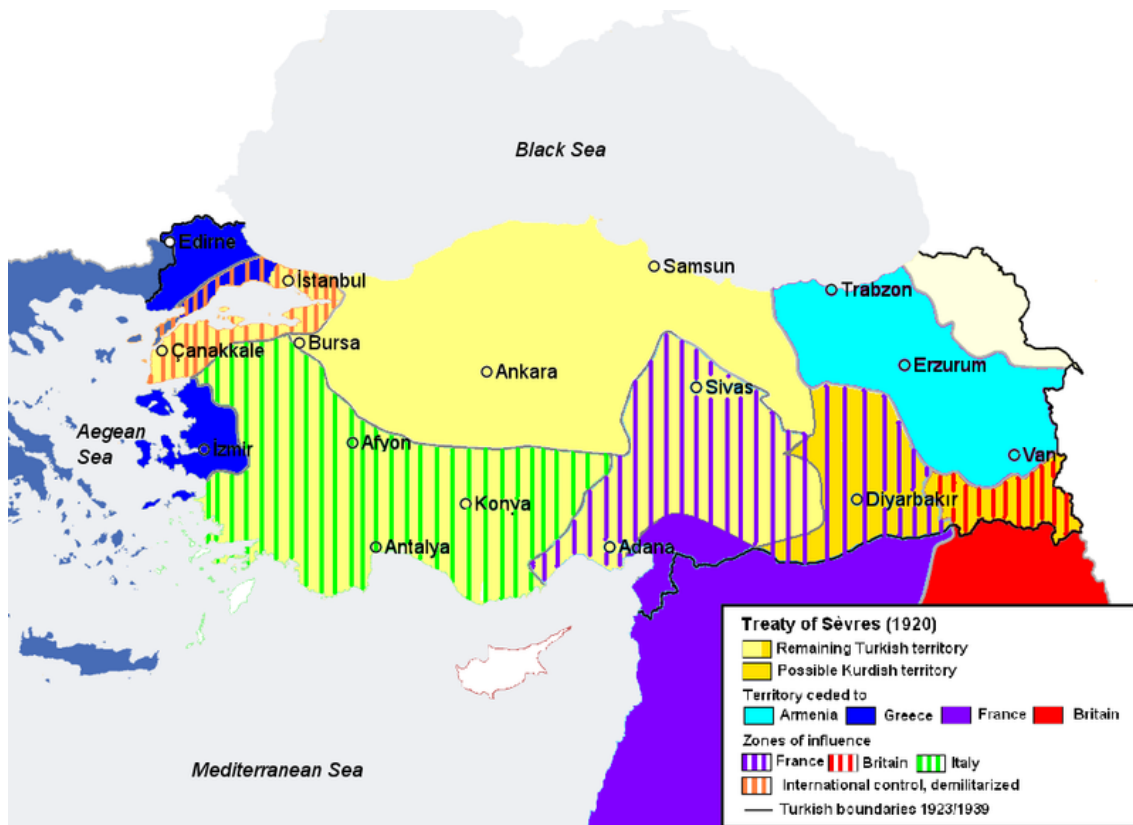 Black Sea
Edirne
İstanbul
Samsun
Trabzon
Çanakkale
Bursa
Ankara
Erzurum
Sivas
Aegean
Sea
İzmir
Afyon
Van
Konya
Diyarbakır
Antalya
Adana
Mediterranean Sea
Treaty of Sèvres (1920)
Remaining Turkish territory
Possible Kurdish territory
Territory ceded to
Armenia Greece France Britain
Zones of influence
France Britain Italy
International control, demilitarized
Turkish boundaries 1923/1939